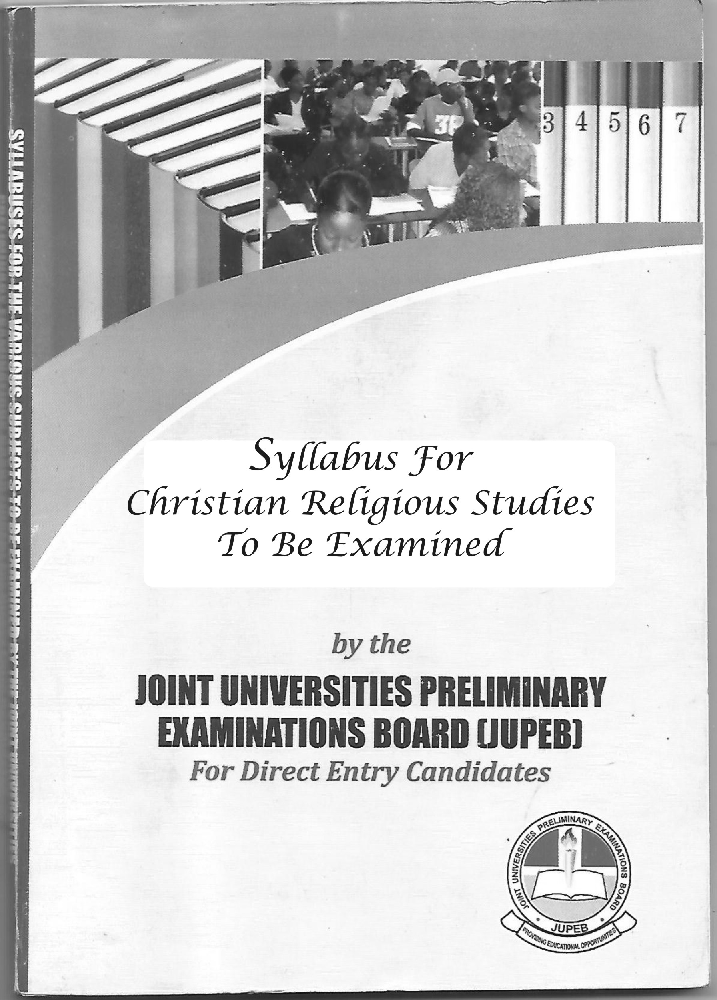 3 4 5 6 7
Syllabus For
Christian Religious Studies
To Be Examined
by the
JOINT UNIVERSITIES PRELIMINARY
EXAMINATIONS BOARD (JUPEB)
For Direct Entry Candidates
JOINT UNIVERSITIES PRELIMINARY EXAMINATIONS BOARD
JUPEB
PROVIDING EDUCATIONAL OPPORTUNITIES
SYLLABUSES FOR THE VARIOUS SUBJECTS TO BE EXAMINED BY THE JOINT